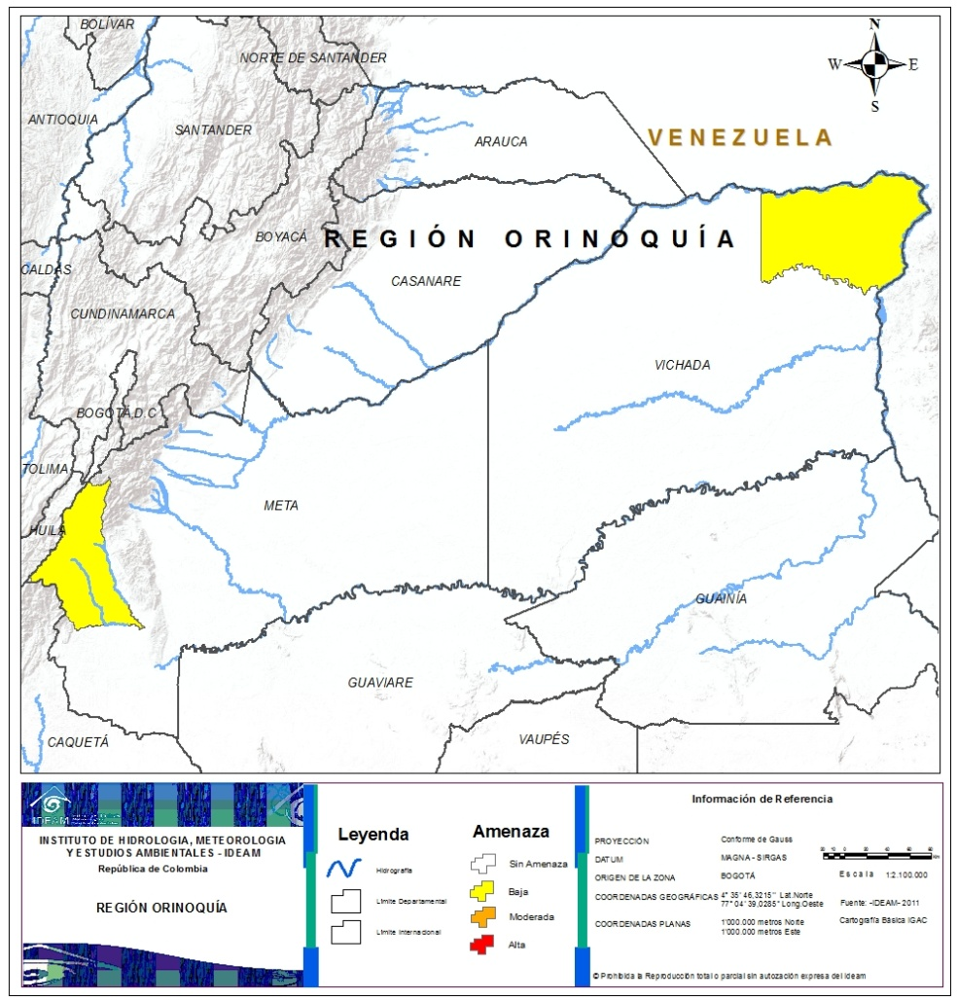 BOLÍVAR
N
NORTE DE SANTANDER
W E
S
ANTIOQUIA
SANTANDER
ARAUCA
VENEZUELA
BOYACÁ
REGIÓN ORINOQUÍA
CALDAS
CASANARE
CUNDINAMARCA
VICHADA
BOGOTÁ,D.C
TOLIMA
META
HUILA
GUAINÍA
GUAVIARE
CAQUETÁ
VAUPÉS
IDEAM
INSTITUTO DE HIDROLOGIA, METEOROLOGIA
Y ESTUDIOS AMBIENTALES - IDEAM
República de Colombia
REGIÓN ORINOQUÍA
Leyenda
Hidrografía
Límite Departamental
Límite Internacional
Amenaza
Sin Amenaza
Baja
Moderada
Alta
Información de Referencia
PROYECCIÓN Conforme de Gauss
DATUM MAGNA - SIRGAS
ORIGEN DE LA ZONA BOGOTÁ
COORDENADAS GEOGRÁFICAS 4° 35' 46,3215'' Lat.Norte
77° 04' 39,0285" Long.Oeste
COORDENADAS PLANAS 1'000.000 metros Norte
1'000.000 metros Este
Escala 1:2.100.000
Fuente: -IDEAM- 2011
Cartografía Básica IGAC
© Prohibida la Reproducción total o parcial sin autozación expresa del Ideam